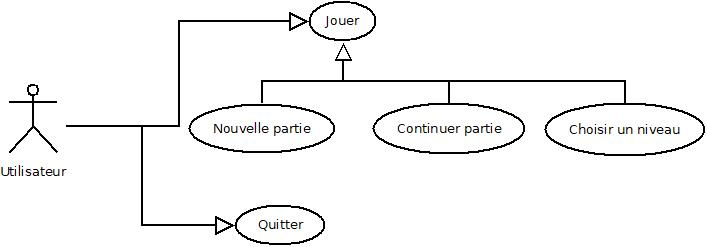 Jouer
Nouvelle partie
Continuer partie
Choisir un niveau
Utilisateur
Quitter